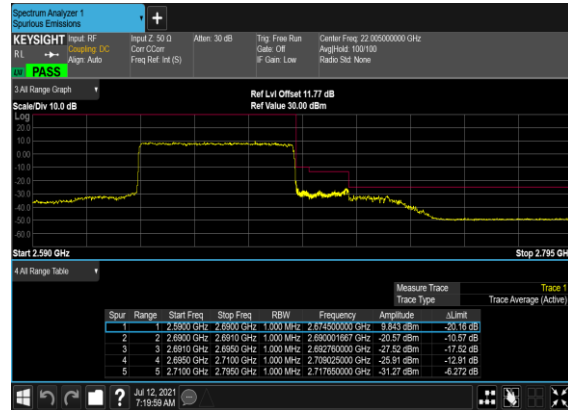 Spectrum Analyzer 1
Spurious Emissions
KEYSIGHT
RL
Input: RF
Coupling: DC
Align: Auto
Input Z: 50 Ω
Corr CCorr
Freq Ref: Int (S)
Atten: 30 dB
Trig: Free Run
Gate: Off
IF Gain: Low
Center Freq: 22.005000000 GHz
Avg|Hold: 100/100
Radio Std: None
PASS
3 All Range Graph
Scale/Div 10.0 dB
Ref Lvl Offset 11.77 dB
Ref Value 30.00 dBm
Log
20.0
10.0
0.00
-10.0
-20.0
-30.0
-40.0
-50.0
-60.0
Start 2.590 GHz
Stop 2.795 GH
4 All Range Table
Measure Trace Trace 1
Trace Type Trace Average (Active)
Spur Range Start Freq Stop Freq RBW Frequency Amplitude ΔLimit
1 1 2.5900 GHz 2.6900 GHz 1.000 MHz 2.674500000 GHz 9.843 dBm -20.16 dB
2 2 2.6900 GHz 2.6910 GHz 1.000 MHz 2.690001667 GHz -20.57 dBm -10.57 dB
3 3 2.6910 GHz 2.6950 GHz 1.000 MHz 2.692760000 GHz -27.52 dBm -17.52 dB
4 4 2.6950 GHz 2.7100 GHz 1.000 MHz 2.709025000 GHz -25.91 dBm -12.91 dB
5 5 2.7100 GHz 2.7950 GHz 1.000 MHz 2.717650000 GHz -31.27 dBm -6.272 dB
Jul 12, 2021
7:19:59 AM